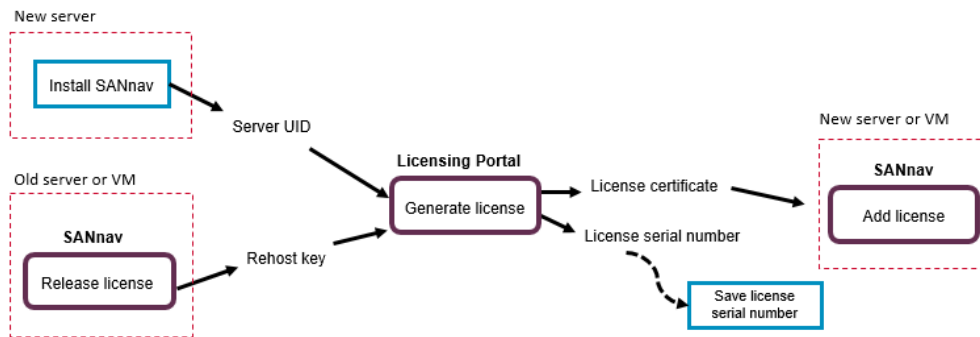 New server
Install SANnav
Server UID
Old server or VM
SANnav
Release license
Rehost key
Licensing Portal
Generate license
License certificate
License serial number
Save license
serial number
New server or VM
SANnav
Add license